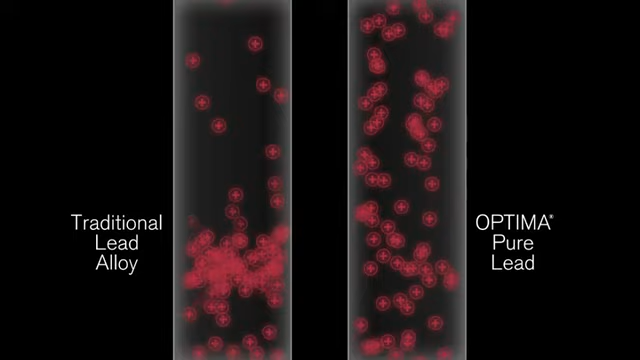 Traditional
Lead
Alloy
OPTIMA®
Pure
Lead